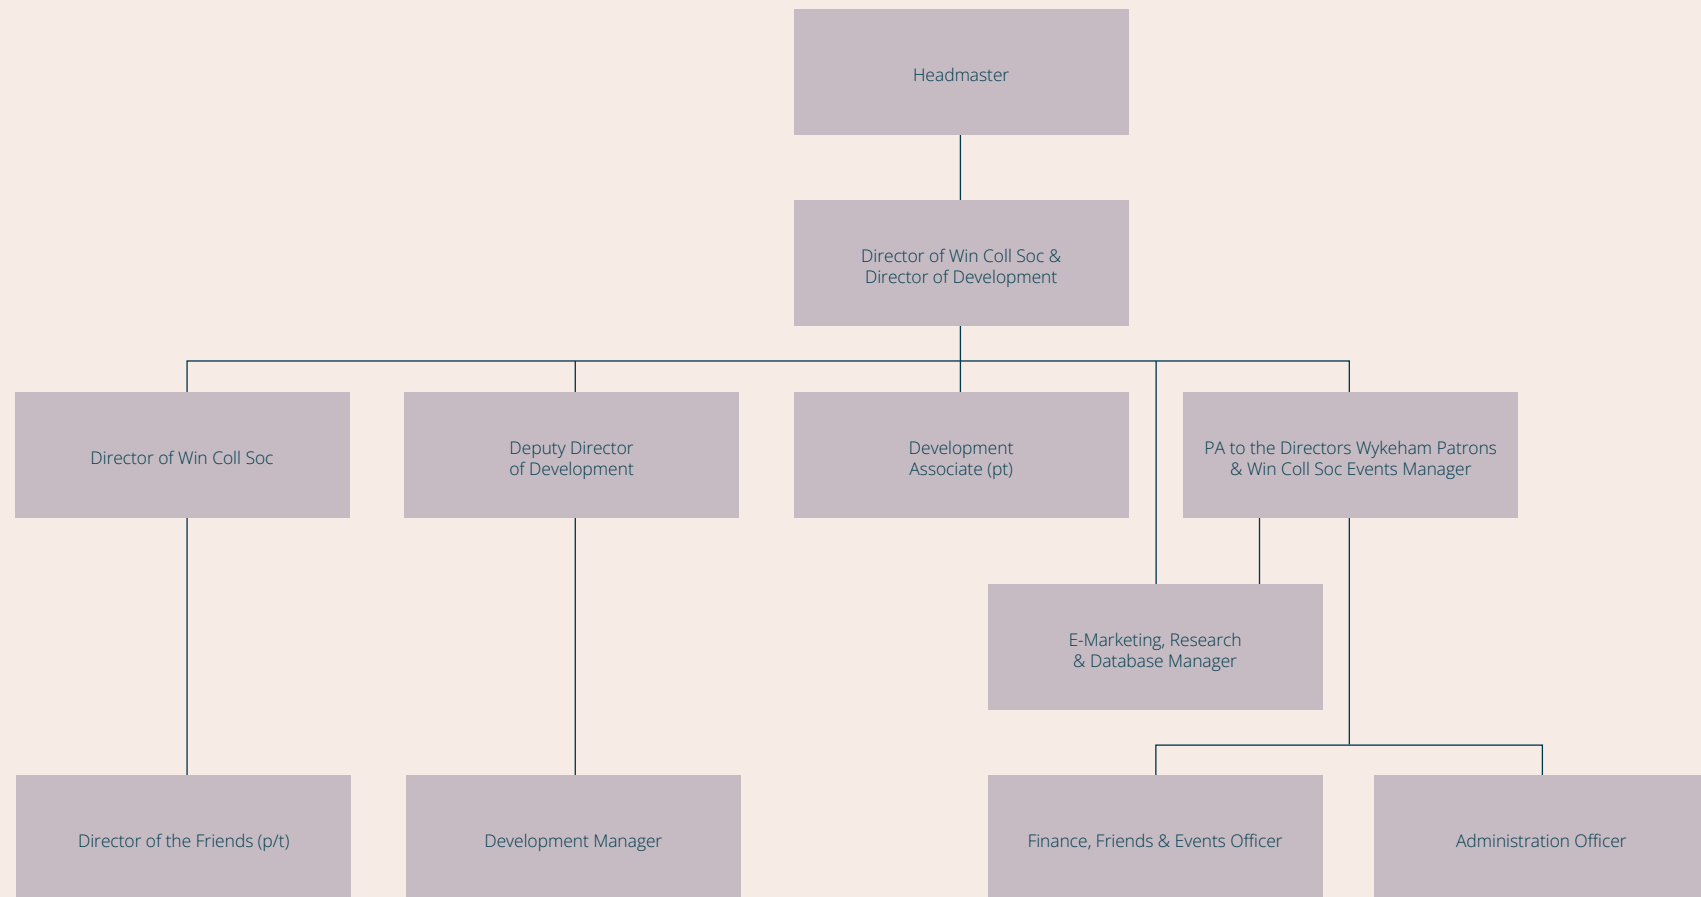 Headmaster
Director of Win Coll Soc &
Director of Development
Director of Win Coll Soc
Deputy Director
of Development
Development
Associate (pt)
PA to the Directors Wykeham Patrons
& Win Coll Soc Events Manager
E-Marketing, Research
& Database Manager
Director of the Friends (p/t)
Development Manager
Finance, Friends & Events Officer
Administration Officer